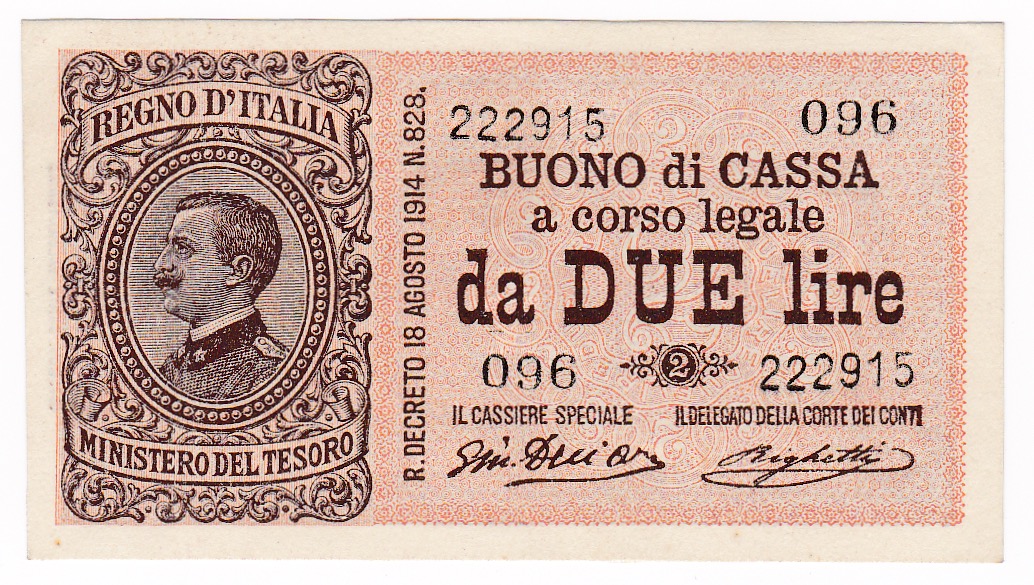 REGNO D'ITALIA
MINISTERO DEL TESORO
R. DECRETO 18 AGOSTO 1914 N. 828.
222915 096
BUONO di CASSA
a corso legale
da DUE lire
096 2 222915
IL CASSIERE SPECIALE IL DELEGATO DELLA CORTE DEI CONTI
Righetti